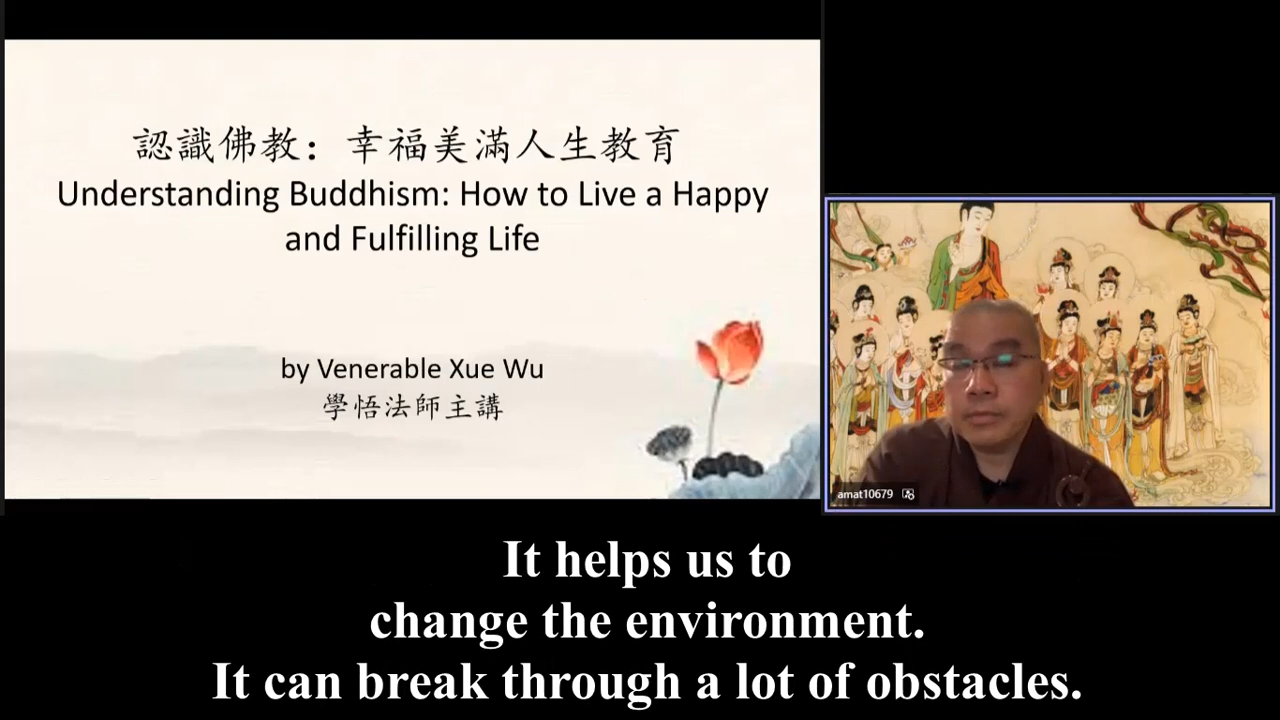 認識佛教：幸福美滿人生教育
Understanding Buddhism: How to Live a Happy
and Fulfilling Life
by Venerable Xue Wu
學悟法師主講
amat10679
It helps us to
change the environment.
It can break through a lot of obstacles.